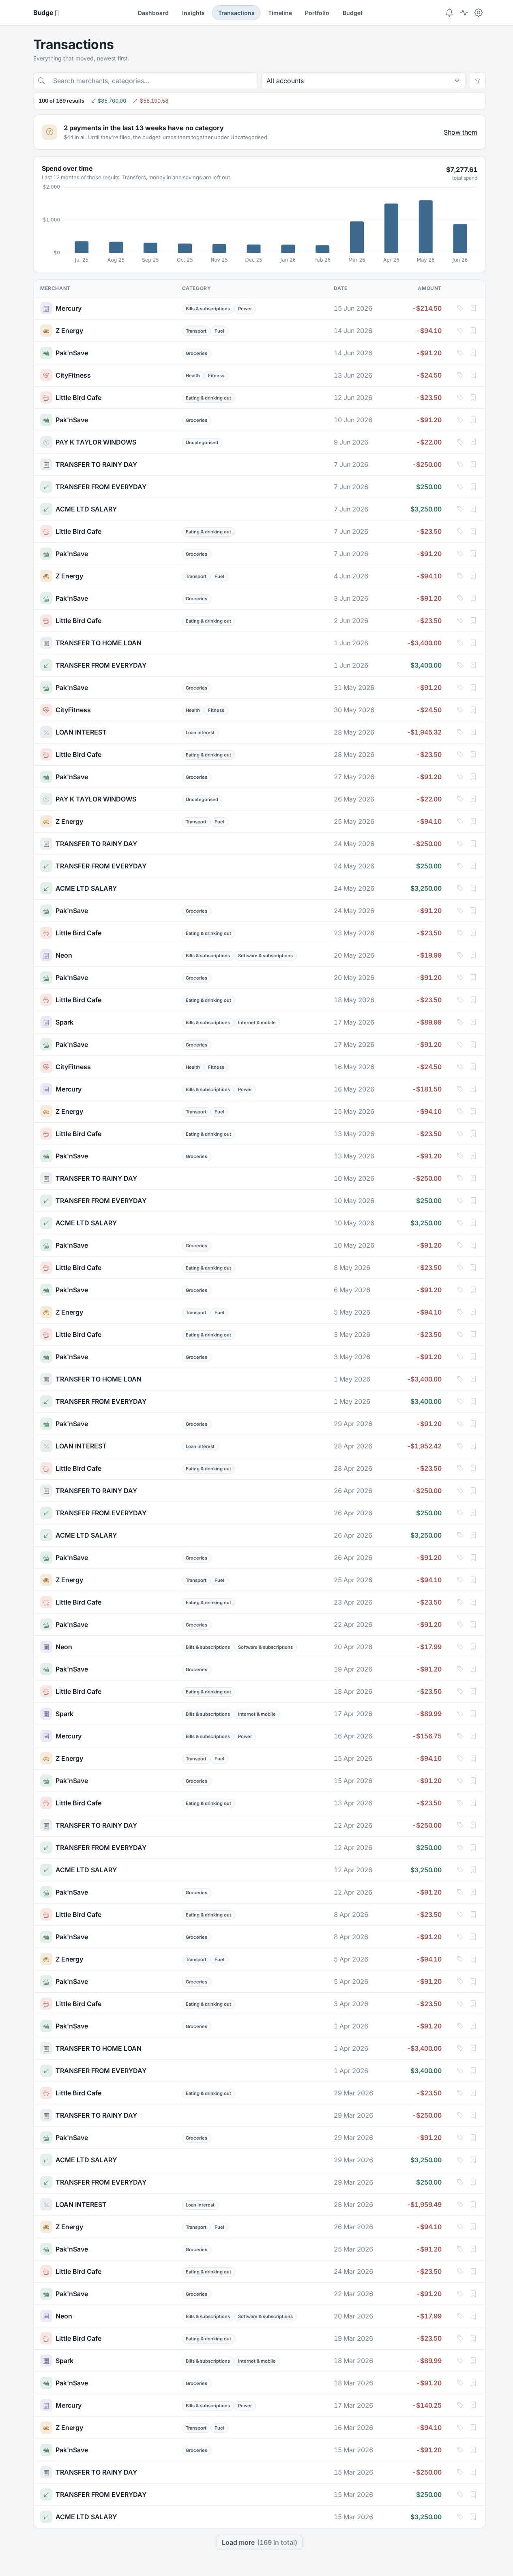 Budge
Dashboard Insights Transactions Timeline Portfolio Budget
Transactions
Everything that moved, newest first.
Search merchants, categories...
All accounts
100 of 169 results $85,700.00 $58,190.58
2 payments in the last 13 weeks have no category
$44 in all. Until they're filed, the budget lumps them together under Uncategorised.
Show them
Spend over time
Last 12 months of these results. Transfers, money in and savings are left out.
$7,277.61
total spend
$2,000
$1,000
$0
Jul 25 Aug 25 Sep 25 Oct 25 Nov 25 Dec 25 Jan 26 Feb 26 Mar 26 Apr 26 May 26 Jun 26
MERCHANT CATEGORY DATE AMOUNT
Mercury Bills & subscriptions Power 15 Jun 2026 -$214.50
Z Energy Transport Fuel 14 Jun 2026 -$94.10
Pak'nSave Groceries 14 Jun 2026 -$91.20
CityFitness Health Fitness 13 Jun 2026 -$24.50
Little Bird Cafe Eating & drinking out 12 Jun 2026 -$23.50
Pak'nSave Groceries 10 Jun 2026 -$91.20
PAY K TAYLOR WINDOWS Uncategorised 9 Jun 2026 -$22.00
TRANSFER TO RAINY DAY 7 Jun 2026 -$250.00
TRANSFER FROM EVERYDAY 7 Jun 2026 $250.00
ACME LTD SALARY 7 Jun 2026 $3,250.00
Little Bird Cafe Eating & drinking out 7 Jun 2026 -$23.50
Pak'nSave Groceries 7 Jun 2026 -$91.20
Z Energy Transport Fuel 4 Jun 2026 -$94.10
Pak'nSave Groceries 3 Jun 2026 -$91.20
Little Bird Cafe Eating & drinking out 2 Jun 2026 -$23.50
TRANSFER TO HOME LOAN 1 Jun 2026 -$3,400.00
TRANSFER FROM EVERYDAY 1 Jun 2026 $3,400.00
Pak'nSave Groceries 31 May 2026 -$91.20
CityFitness Health Fitness 30 May 2026 -$24.50
LOAN INTEREST Loan interest 28 May 2026 -$1,945.32
Little Bird Cafe Eating & drinking out 28 May 2026 -$23.50
Pak'nSave Groceries 27 May 2026 -$91.20
PAY K TAYLOR WINDOWS Uncategorised 26 May 2026 -$22.00
Z Energy Transport Fuel 25 May 2026 -$94.10
TRANSFER TO RAINY DAY 24 May 2026 -$250.00
TRANSFER FROM EVERYDAY 24 May 2026 $250.00
ACME LTD SALARY 24 May 2026 $3,250.00
Pak'nSave Groceries 24 May 2026 -$91.20
Little Bird Cafe Eating & drinking out 23 May 2026 -$23.50
Neon Bills & subscriptions Software & subscriptions 20 May 2026 -$19.99
Pak'nSave Groceries 20 May 2026 -$91.20
Little Bird Cafe Eating & drinking out 18 May 2026 -$23.50
Spark Bills & subscriptions Internet & mobile 17 May 2026 -$89.99
Pak'nSave Groceries 17 May 2026 -$91.20
CityFitness Health Fitness 16 May 2026 -$24.50
Mercury Bills & subscriptions Power 16 May 2026 -$181.50
Z Energy Transport Fuel 15 May 2026 -$94.10
Little Bird Cafe Eating & drinking out 13 May 2026 -$23.50
Pak'nSave Groceries 13 May 2026 -$91.20
TRANSFER TO RAINY DAY 10 May 2026 -$250.00
TRANSFER FROM EVERYDAY 10 May 2026 $250.00
ACME LTD SALARY 10 May 2026 $3,250.00
Pak'nSave Groceries 10 May 2026 -$91.20
Little Bird Cafe Eating & drinking out 8 May 2026 -$23.50
Pak'nSave Groceries 6 May 2026 -$91.20
Z Energy Transport Fuel 5 May 2026 -$94.10
Little Bird Cafe Eating & drinking out 3 May 2026 -$23.50
Pak'nSave Groceries 3 May 2026 -$91.20
TRANSFER TO HOME LOAN 1 May 2026 -$3,400.00
TRANSFER FROM EVERYDAY 1 May 2026 $3,400.00
Pak'nSave Groceries 29 Apr 2026 -$91.20
LOAN INTEREST Loan interest 28 Apr 2026 -$1,952.42
Little Bird Cafe Eating & drinking out 28 Apr 2026 -$23.50
TRANSFER TO RAINY DAY 26 Apr 2026 -$250.00
TRANSFER FROM EVERYDAY 26 Apr 2026 $250.00
ACME LTD SALARY 26 Apr 2026 $3,250.00
Pak'nSave Groceries 26 Apr 2026 -$91.20
Z Energy Transport Fuel 25 Apr 2026 -$94.10
Little Bird Cafe Eating & drinking out 23 Apr 2026 -$23.50
Pak'nSave Groceries 22 Apr 2026 -$91.20
Neon Bills & subscriptions Software & subscriptions 20 Apr 2026 -$17.99
Pak'nSave Groceries 19 Apr 2026 -$91.20
Little Bird Cafe Eating & drinking out 18 Apr 2026 -$23.50
Spark Bills & subscriptions Internet & mobile 17 Apr 2026 -$89.99
Mercury Bills & subscriptions Power 16 Apr 2026 -$156.75
Z Energy Transport Fuel 15 Apr 2026 -$94.10
Pak'nSave Groceries 15 Apr 2026 -$91.20
Little Bird Cafe Eating & drinking out 13 Apr 2026 -$23.50
TRANSFER TO RAINY DAY 12 Apr 2026 -$250.00
TRANSFER FROM EVERYDAY 12 Apr 2026 $250.00
ACME LTD SALARY 12 Apr 2026 $3,250.00
Pak'nSave Groceries 12 Apr 2026 -$91.20
Little Bird Cafe Eating & drinking out 8 Apr 2026 -$23.50
Pak'nSave Groceries 8 Apr 2026 -$91.20
Z Energy Transport Fuel 5 Apr 2026 -$94.10
Pak'nSave Groceries 5 Apr 2026 -$91.20
Little Bird Cafe Eating & drinking out 3 Apr 2026 -$23.50
Pak'nSave Groceries 1 Apr 2026 -$91.20
TRANSFER TO HOME LOAN 1 Apr 2026 -$3,400.00
TRANSFER FROM EVERYDAY 1 Apr 2026 $3,400.00
Little Bird Cafe Eating & drinking out 29 Mar 2026 -$23.50
TRANSFER TO RAINY DAY 29 Mar 2026 -$250.00
Pak'nSave Groceries 29 Mar 2026 -$91.20
ACME LTD SALARY 29 Mar 2026 $3,250.00
TRANSFER FROM EVERYDAY 29 Mar 2026 $250.00
LOAN INTEREST Loan interest 28 Mar 2026 -$1,959.49
Z Energy Transport Fuel 26 Mar 2026 -$94.10
Pak'nSave Groceries 25 Mar 2026 -$91.20
Little Bird Cafe Eating & drinking out 24 Mar 2026 -$23.50
Pak'nSave Groceries 22 Mar 2026 -$91.20
Neon Bills & subscriptions Software & subscriptions 20 Mar 2026 -$17.99
Little Bird Cafe Eating & drinking out 19 Mar 2026 -$23.50
Spark Bills & subscriptions Internet & mobile 18 Mar 2026 -$89.99
Pak'nSave Groceries 18 Mar 2026 -$91.20
Mercury Bills & subscriptions Power 17 Mar 2026 -$140.25
Z Energy Transport Fuel 16 Mar 2026 -$94.10
Pak'nSave Groceries 15 Mar 2026 -$91.20
TRANSFER TO RAINY DAY 15 Mar 2026 -$250.00
TRANSFER FROM EVERYDAY 15 Mar 2026 $250.00
ACME LTD SALARY 15 Mar 2026 $3,250.00
Load more (169 in total)